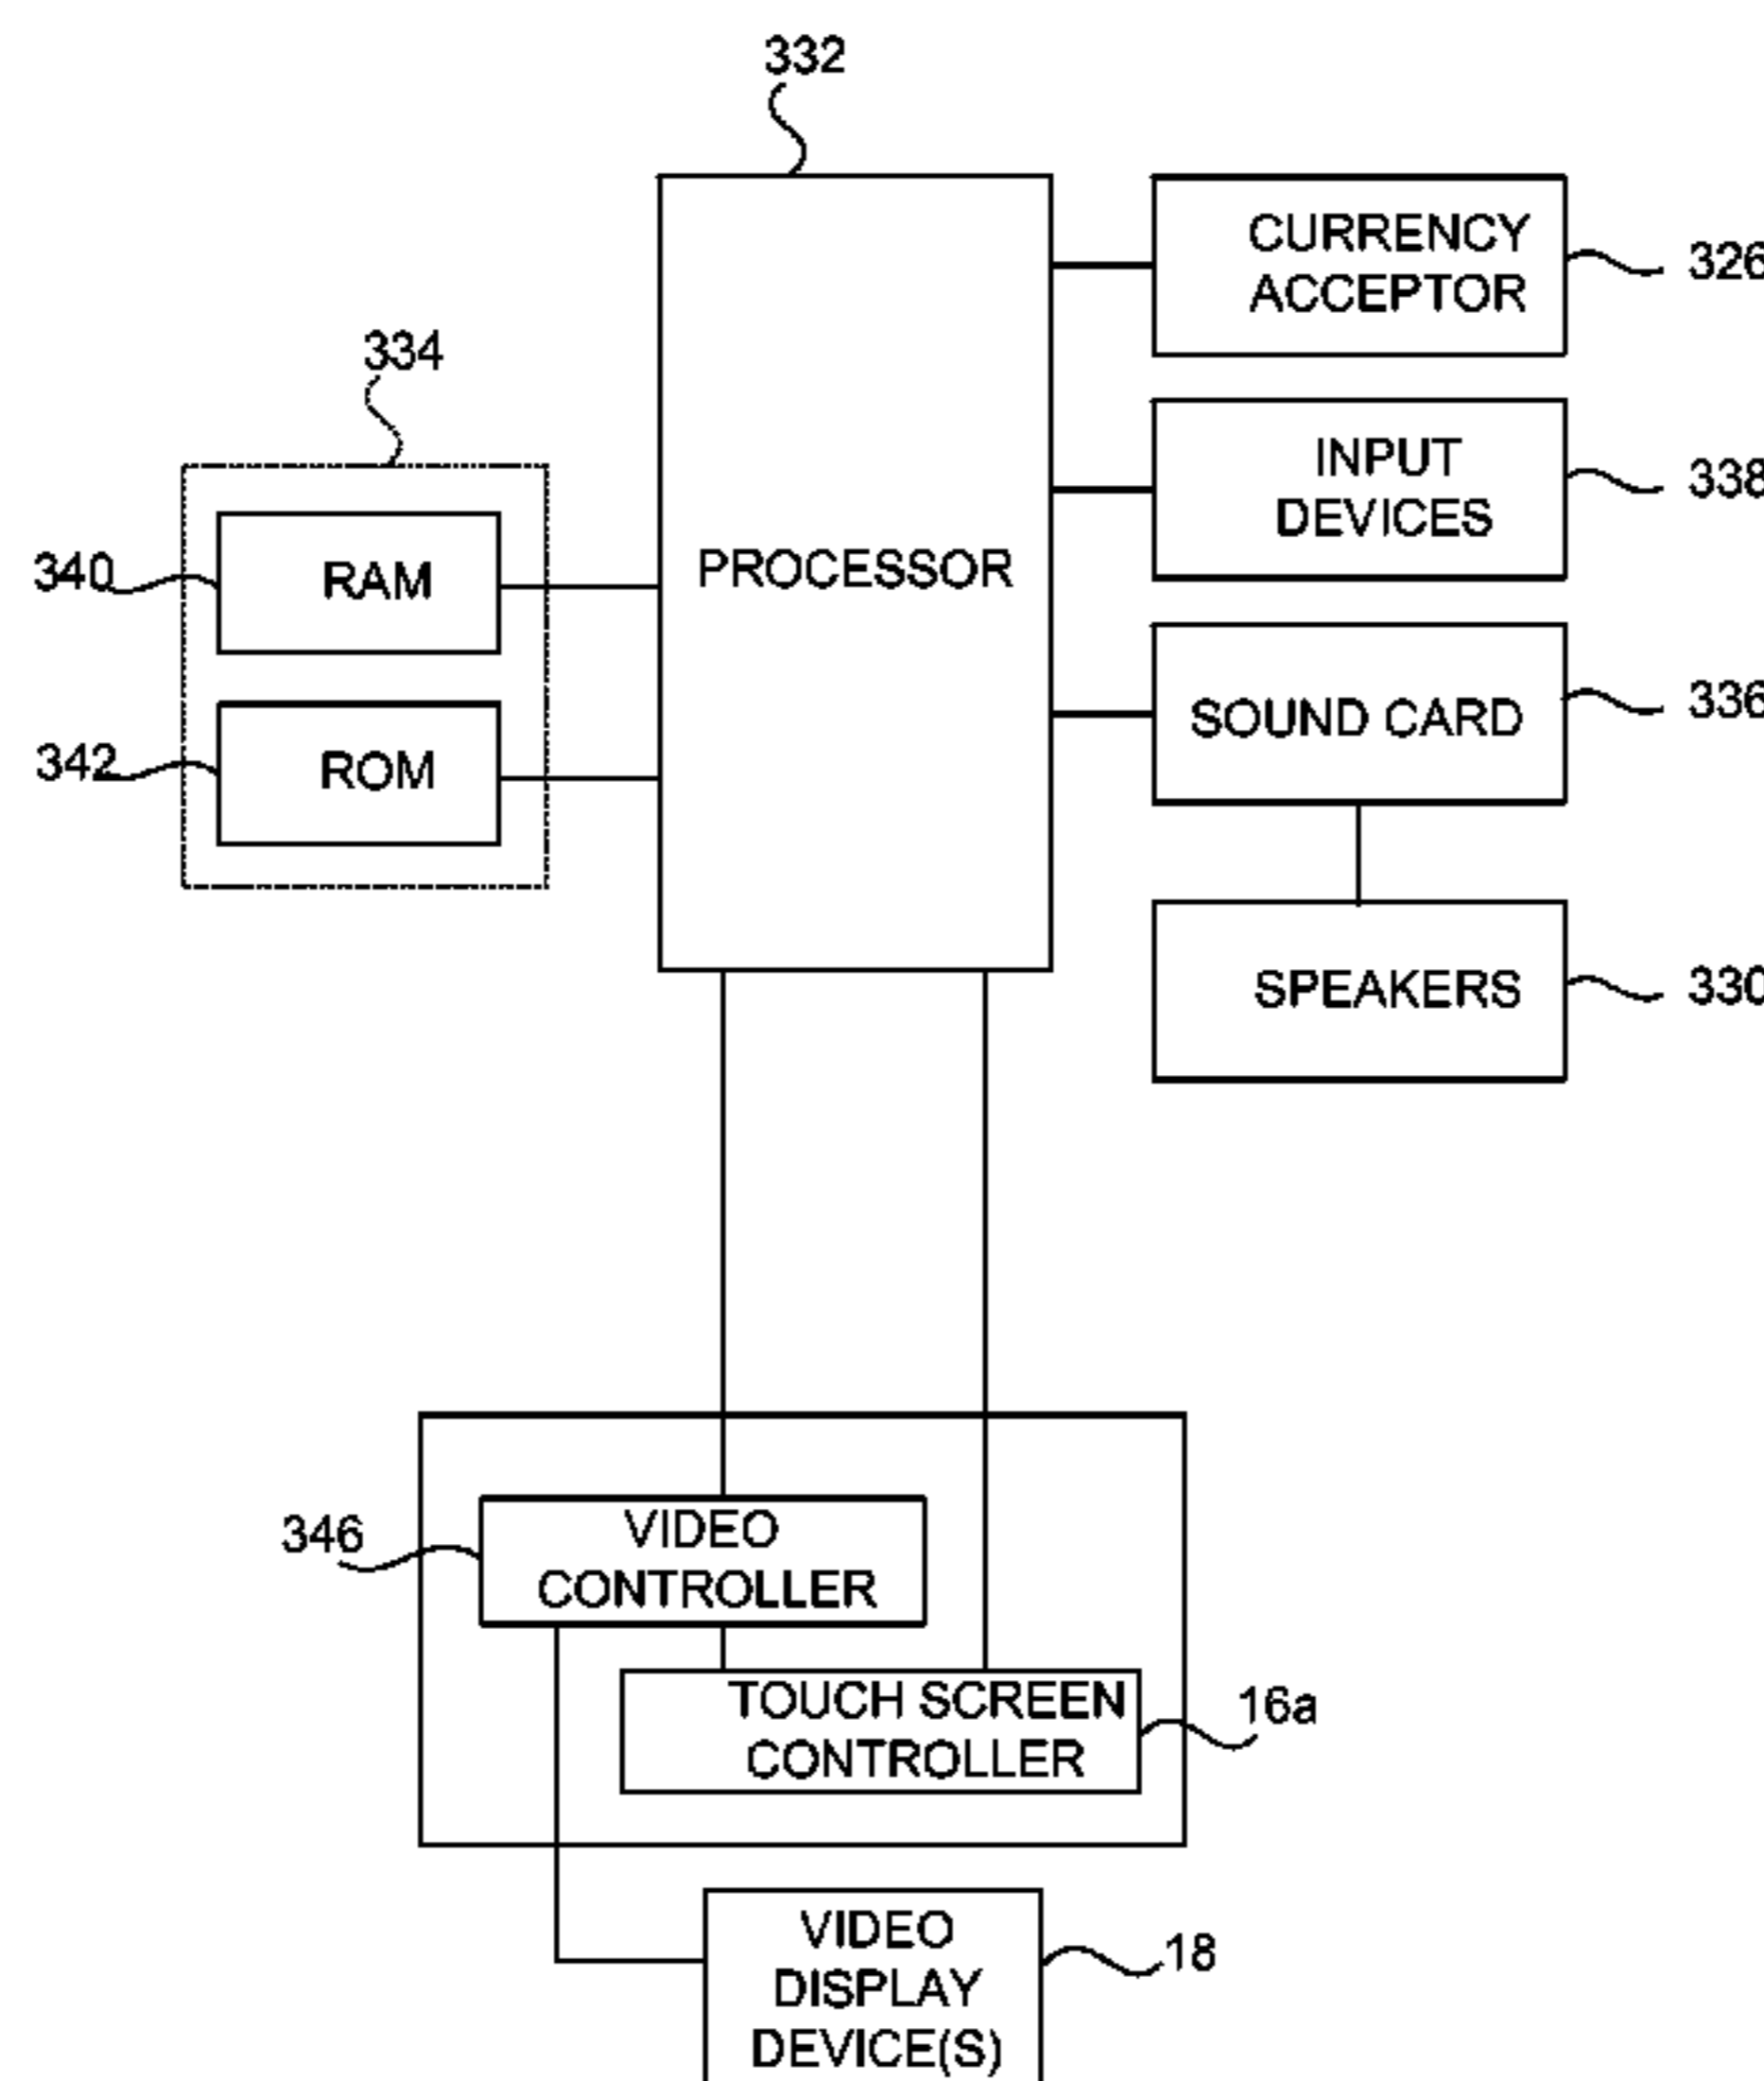 332
CURRENCY
ACCEPTOR
326
334
INPUT
DEVICES
338
340
RAM
PROCESSOR
SOUND CARD
336
342
ROM
SPEAKERS
330
346
VIDEO
CONTROLLER
TOUCH SCREEN
CONTROLLER
16a
VIDEO
DISPLAY
DEVICE(S)
18